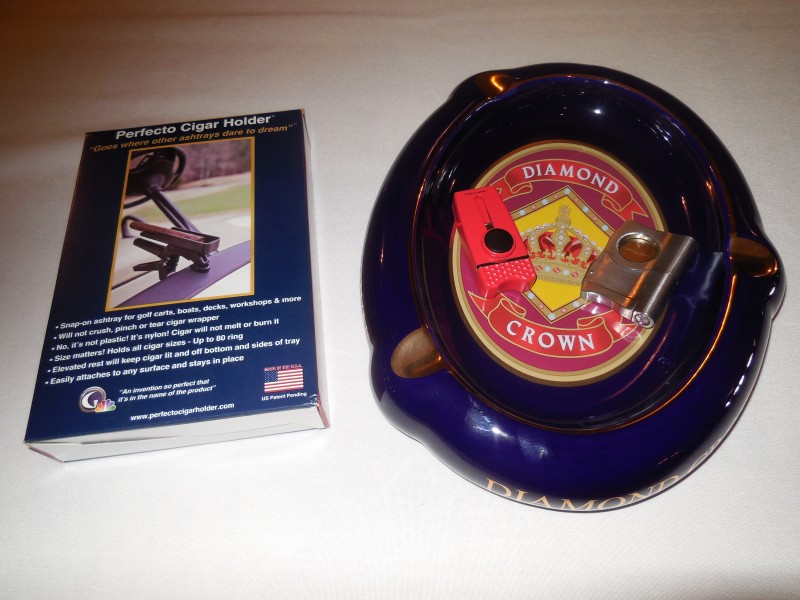 Perfecto Cigar Holder
"Goes where other ashtrays dare to dream"™
• Snap-on ashtray for golf carts, boats, decks, workshops & more
• Will not crush, pinch or tear cigar wrapper
• No, it's not plastic! It's nylon! Cigar will not melt or burn it
• Size matters! Holds all cigar sizes - Up to 80 ring
• Elevated rest will keep cigar lit and off bottom and sides of tray
• Easily attaches to any surface and stays in place
"An invention so perfect that
it's in the name of the product"
www.perfectocigarholder.com
MADE IN THE U.S.A.
US Patent Pending
DIAMOND
CROWN
DIAMOND